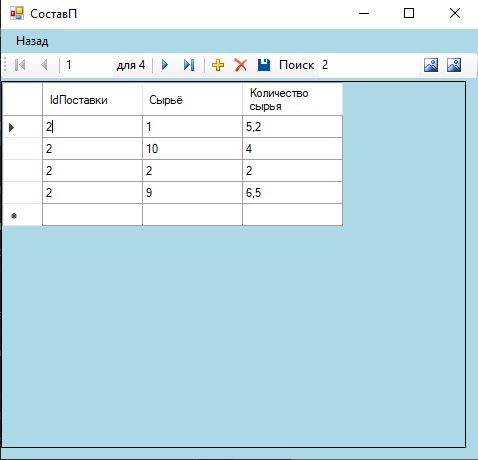 СоставП
Назад
1 для 4 Поиск 2
IdПоставки Сырьё Количество
сырья
2 1 5,2
2 10 4
2 2 2
2 9 6,5